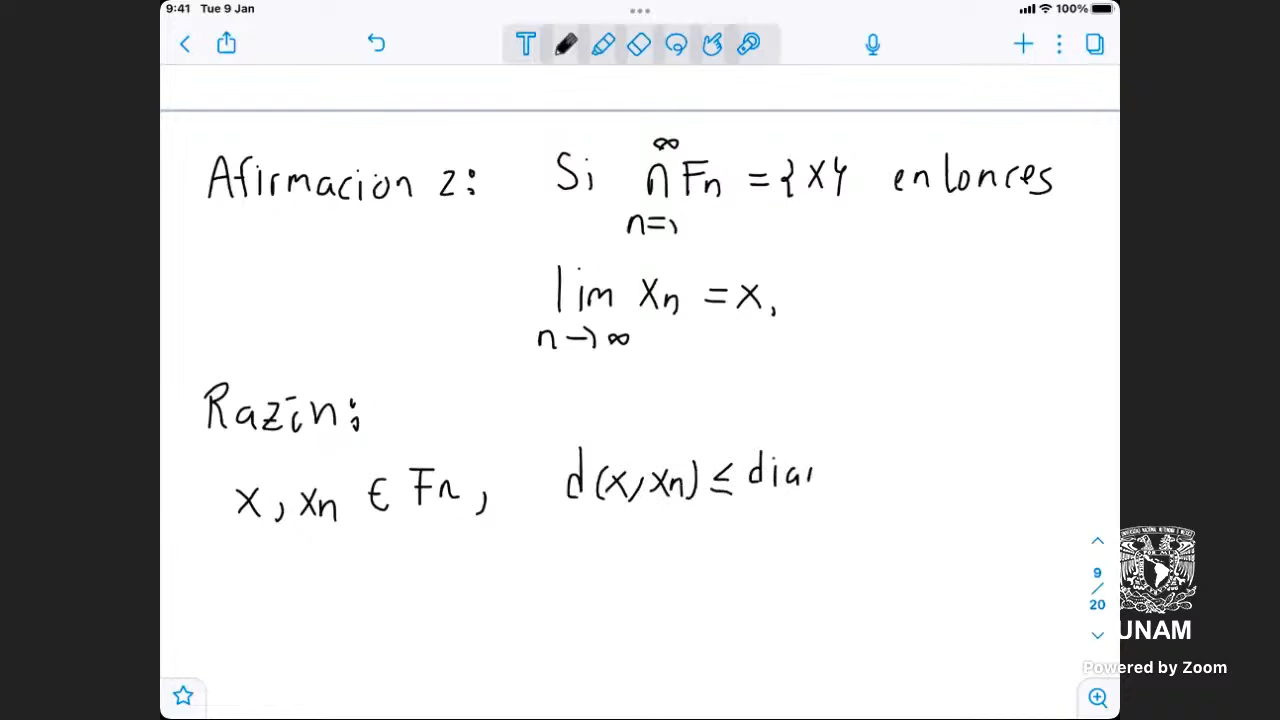 9:41 Tue 9 Jan 100%
T
Afirmacion 2: Si ∞ ∩ Fn = {x} entonces
n=1
lim xn = x,
n→∞
Razón:
x, xn ∈ Fn, d(x, xn) ≤ diam
9
/
20
UNAM
Powered by Zoom